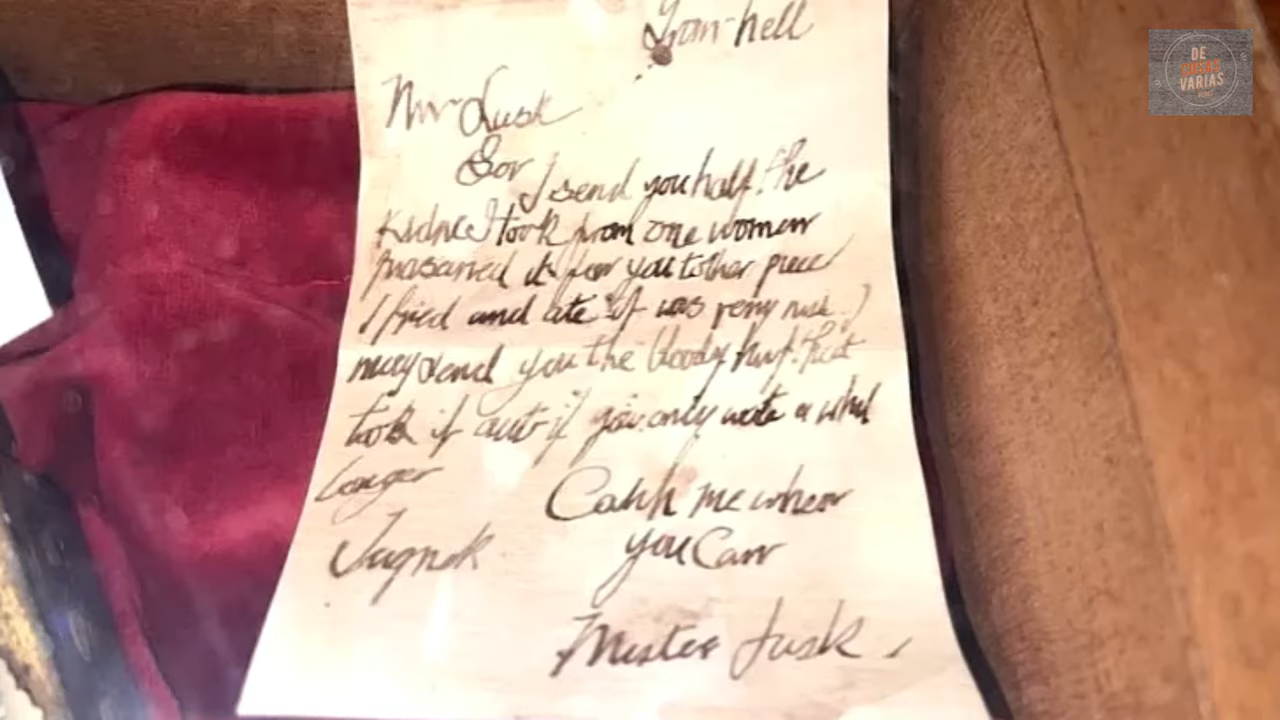 From hell
Mr Lusk
Sor
I send you half the
Kidne I took from one women
prasarved it for you tother piece
I fried and ate it was very nise. I
may send you the bloody knif that
took it out if you only wate a whil
longer
Catch me when
you Can
Mister Lusk
DE
COSAS
VARIAS